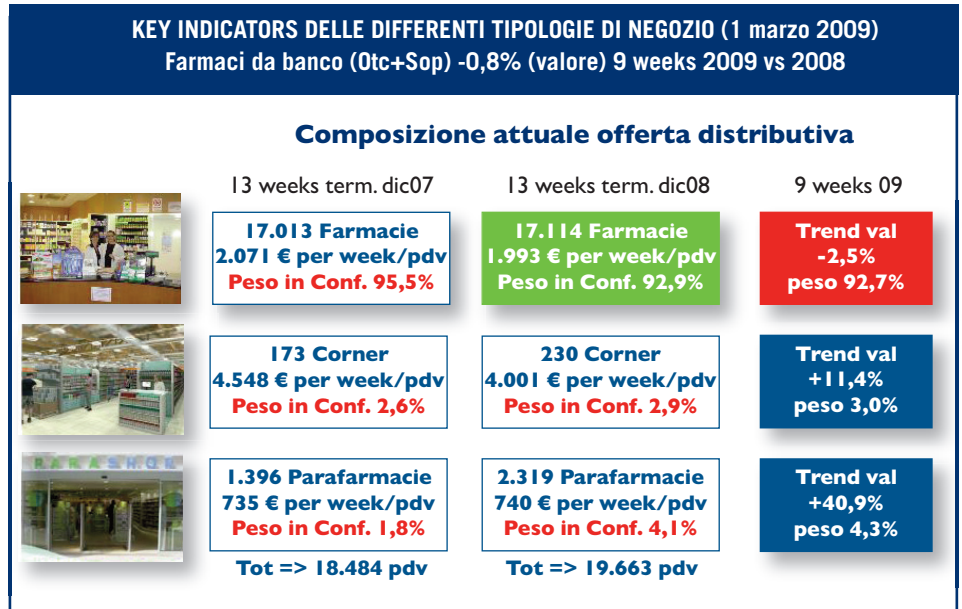 KEY INDICATORS DELLE DIFFERENTI TIPOLOGIE DI NEGOZIO (1 marzo 2009)
Farmaci da banco (Otc+Sop) -0,8% (valore) 9 weeks 2009 vs 2008
Composizione attuale offerta distributiva
13 weeks term. dic07
13 weeks term. dic08
9 weeks 09
17.013 Farmacie
2.071 € per week/pdv
Peso in Conf. 95,5%
17.114 Farmacie
1.993 € per week/pdv
Peso in Conf. 92,9%
Trend val
-2,5%
peso 92,7%
173 Corner
4.548 € per week/pdv
Peso in Conf. 2,6%
230 Corner
4.001 € per week/pdv
Peso in Conf. 2,9%
Trend val
+11,4%
peso 3,0%
PARASHOP
1.396 Parafarmacie
735 € per week/pdv
Peso in Conf. 1,8%
2.319 Parafarmacie
740 € per week/pdv
Peso in Conf. 4,1%
Trend val
+40,9%
peso 4,3%
Tot => 18.484 pdv
Tot => 19.663 pdv